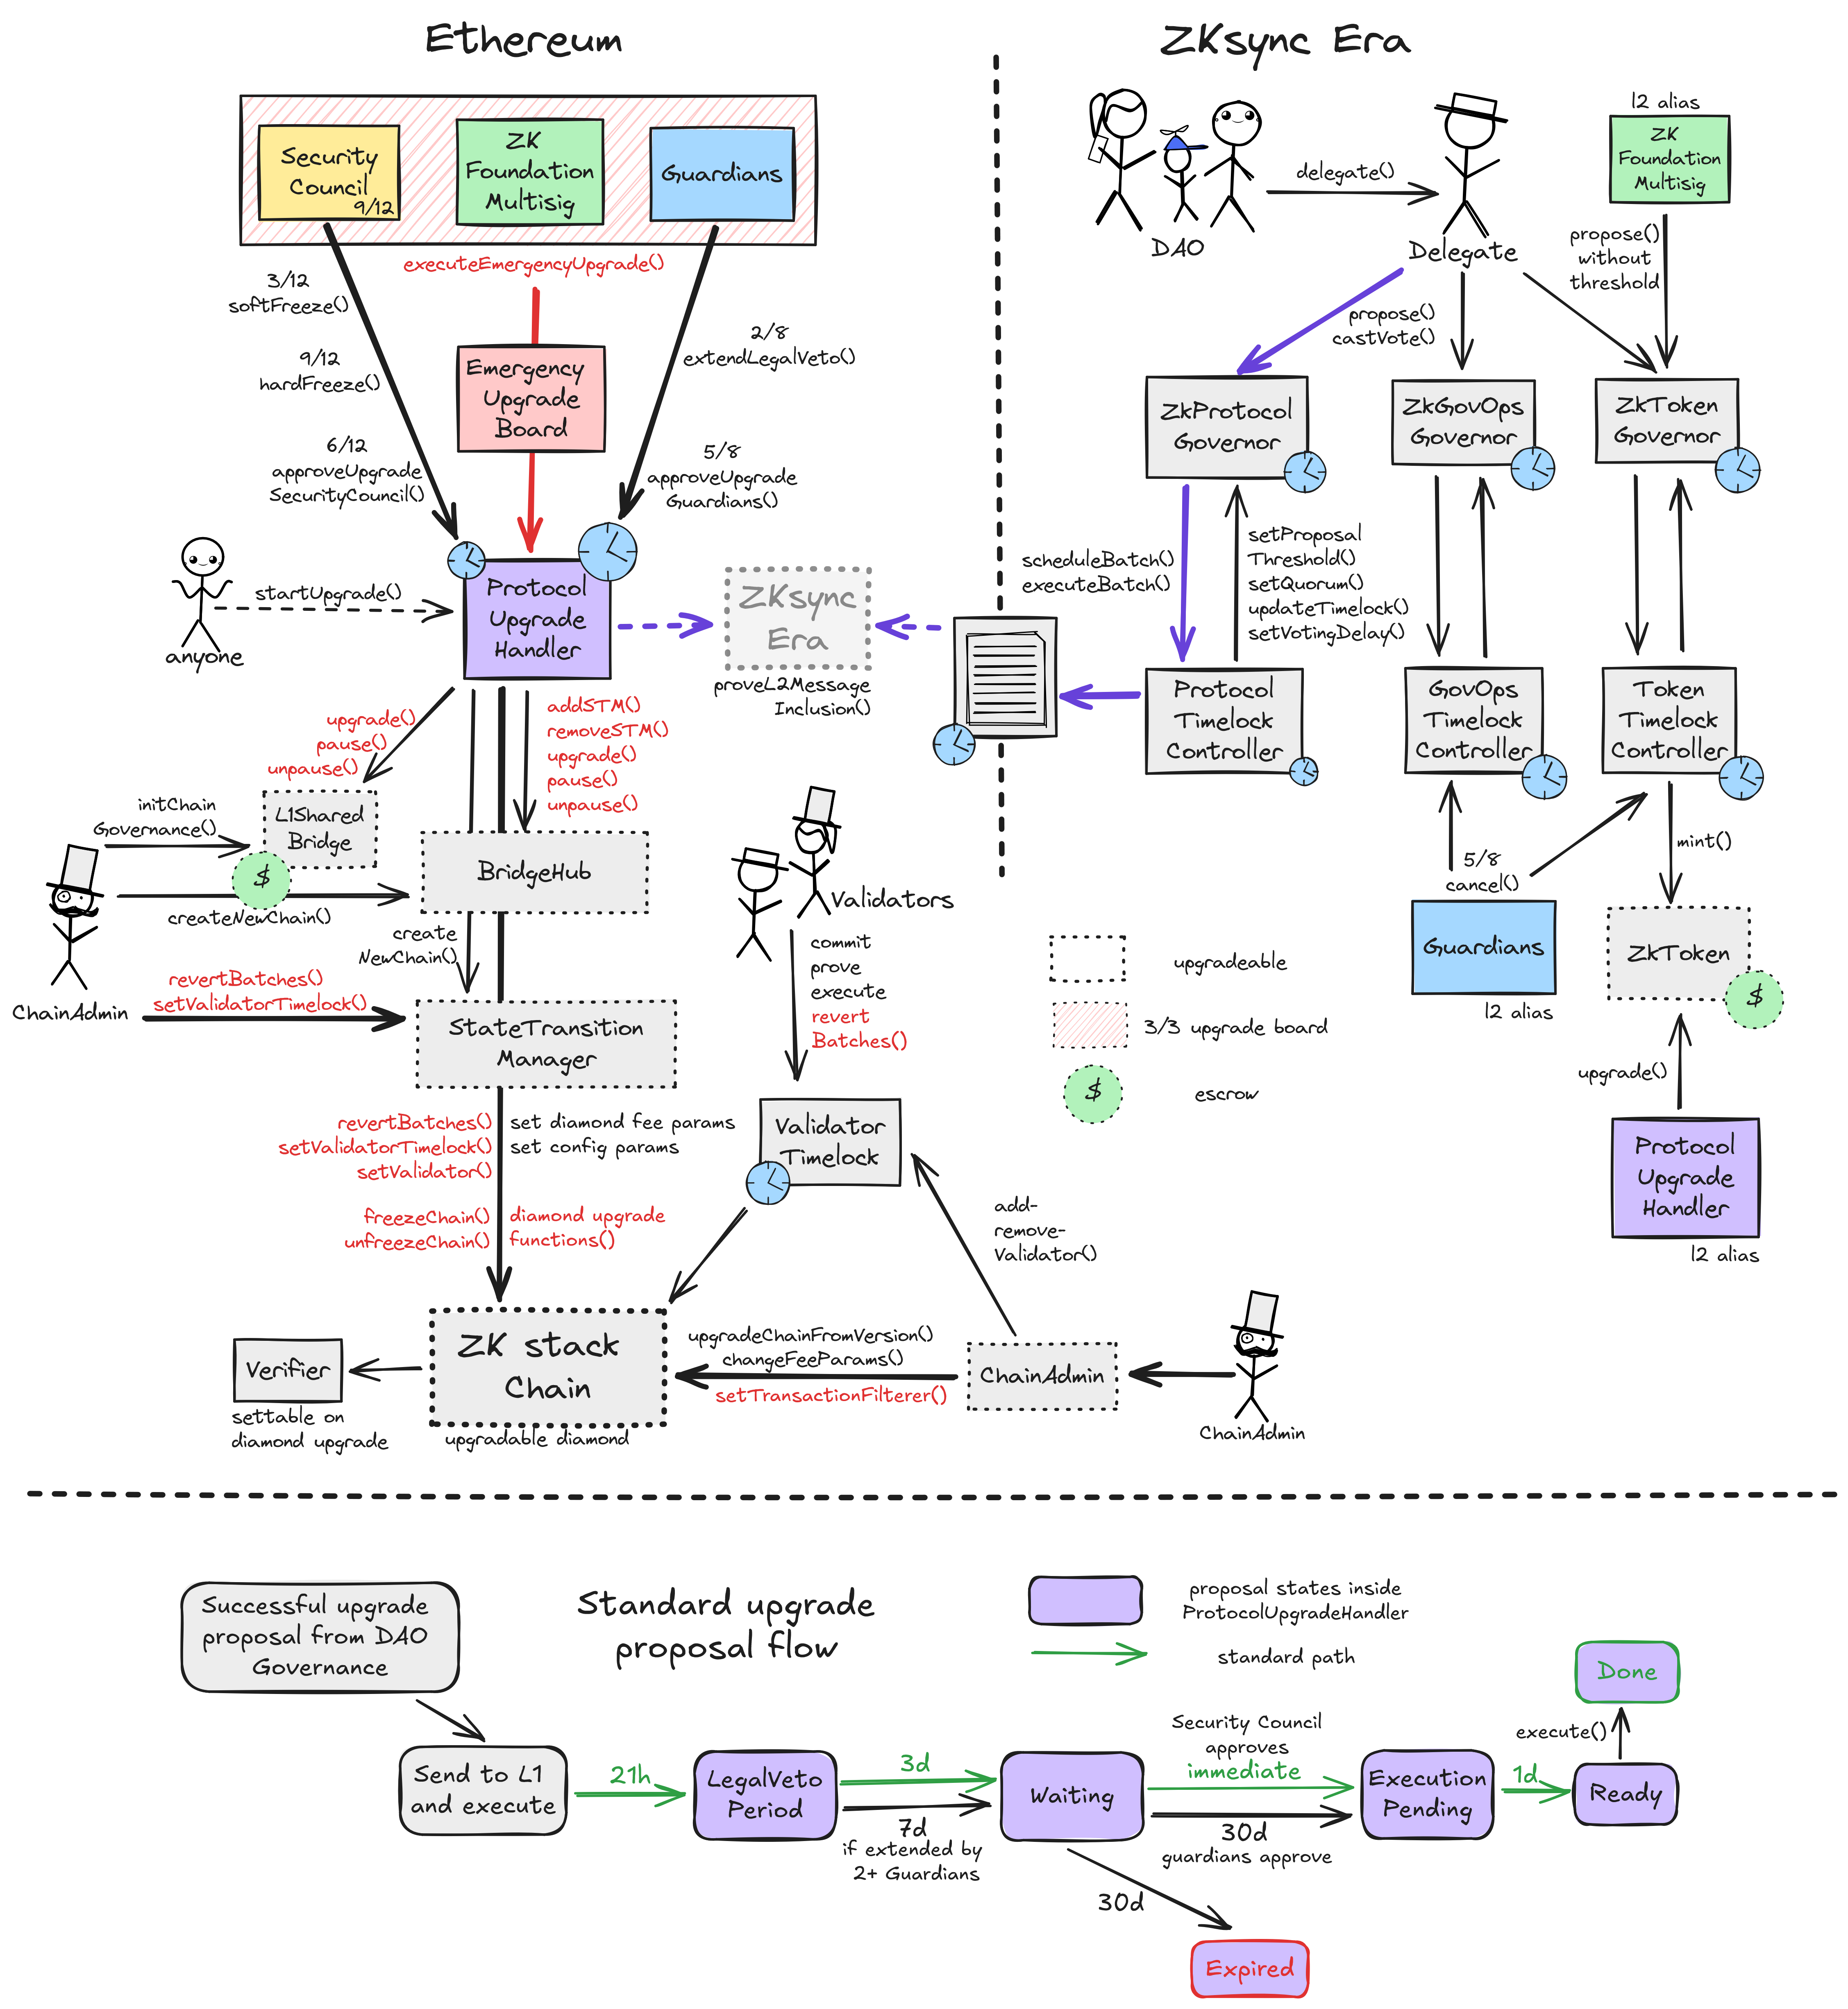 Ethereum
ZKsync Era
Security
Council
9/12
ZK
Foundation
Multisig
Guardians
executeEmergencyUpgrade()
3/12
softFreeze()
9/12
hardFreeze()
6/12
approveUpgrade
SecurityCouncil()
Emergency
Upgrade
Board
2/8
extendLegalVeto()
5/8
approveUpgrade
Guardians()
anyone
startUpgrade()
Protocol
Upgrade
Handler
ZKsync
Era
proveL2Message
Inclusion()
upgrade()
pause()
unpause()
addSTM()
removeSTM()
upgrade()
pause()
unpause()
initChain
Governance()
L1Shared
Bridge
$
createNewChain()
BridgeHub
create
NewChain()
ChainAdmin
revertBatches()
setValidatorTimelock()
StateTransition
Manager
Validators
commit
prove
execute
revert
Batches()
revertBatches()
setValidatorTimelock()
setValidator()
set diamond fee params
set config params
freezeChain()
unfreezeChain()
diamond upgrade
functions()
Validator
Timelock
add-
remove-
Validator()
ZK stack
Chain
upgradable diamond
Verifier
settable on
diamond upgrade
upgradeChainFromVersion()
changeFeeParams()
setTransactionFilterer()
ChainAdmin
ChainAdmin
DAO
delegate()
Delegate
l2 alias
ZK
Foundation
Multisig
propose()
without
threshold
propose()
castVote()
ZkProtocol
Governor
ZkGovOps
Governor
ZkToken
Governor
scheduleBatch()
executeBatch()
setProposal
Threshold()
setQuorum()
updateTimelock()
setVotingDelay()
Protocol
Timelock
Controller
GovOps
Timelock
Controller
Token
Timelock
Controller
5/8
cancel()
mint()
Guardians
l2 alias
ZkToken
$
upgrade()
Protocol
Upgrade
Handler
l2 alias
upgradeable
3/3 upgrade board
$
escrow
Successful upgrade
proposal from DAO
Governance
Standard upgrade
proposal flow
proposal states inside
ProtocolUpgradeHandler
standard path
Send to L1
and execute
21h
LegalVeto
Period
3d
7d
if extended by
2+ Guardians
Waiting
Security Council
approves
immediate
30d
guardians approve
30d
Expired
Execution
Pending
1d
Ready
execute()
Done